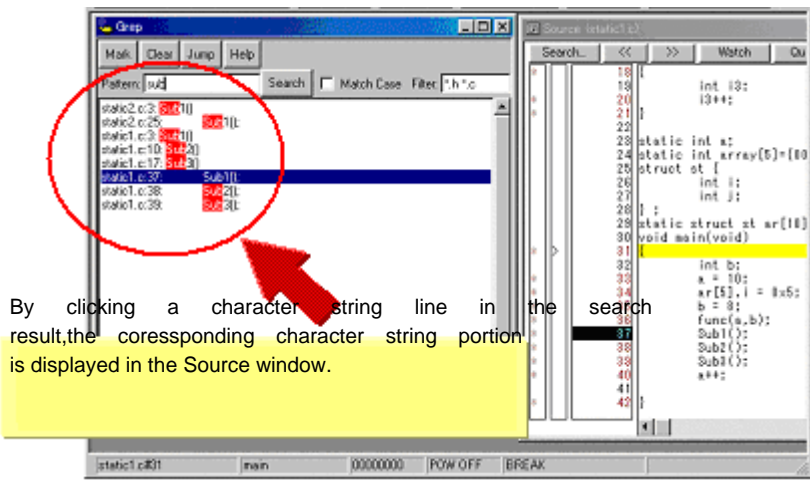 Grep
Mark Clear Jump Help
Pattern: sub Search Match Case Filter: *.h *.c
static2.c:3: Sub1()
static2.c:25: Sub1();
static1.c:3: Sub1()
static1.c:10: Sub2()
static1.c:17: Sub3()
static1.c:37: Sub1();
static1.c:38: Sub2();
static1.c:39: Sub3();
By clicking a character string line in the search
result,the coressponding character string portion
is displayed in the Source window.
Source (static1.c)
Search... << >> Watch Qu
18 {
19 int i3;
20 i3++;
21 }
22
23 static int a;
24 static int array[5]={00
25 struct st {
26 int i;
27 int j;
28 } ;
29 static struct st ar[10]
30 void main(void)
31 {
32 int b;
33 a = 10;
34 ar[5].i = 0x5;
b = 8;
36 func(a,b);
37 Sub1();
38 Sub2();
39 Sub3();
40 a++;
41
42 }
static1.c#31 main 00000000 POW OFF BREAK